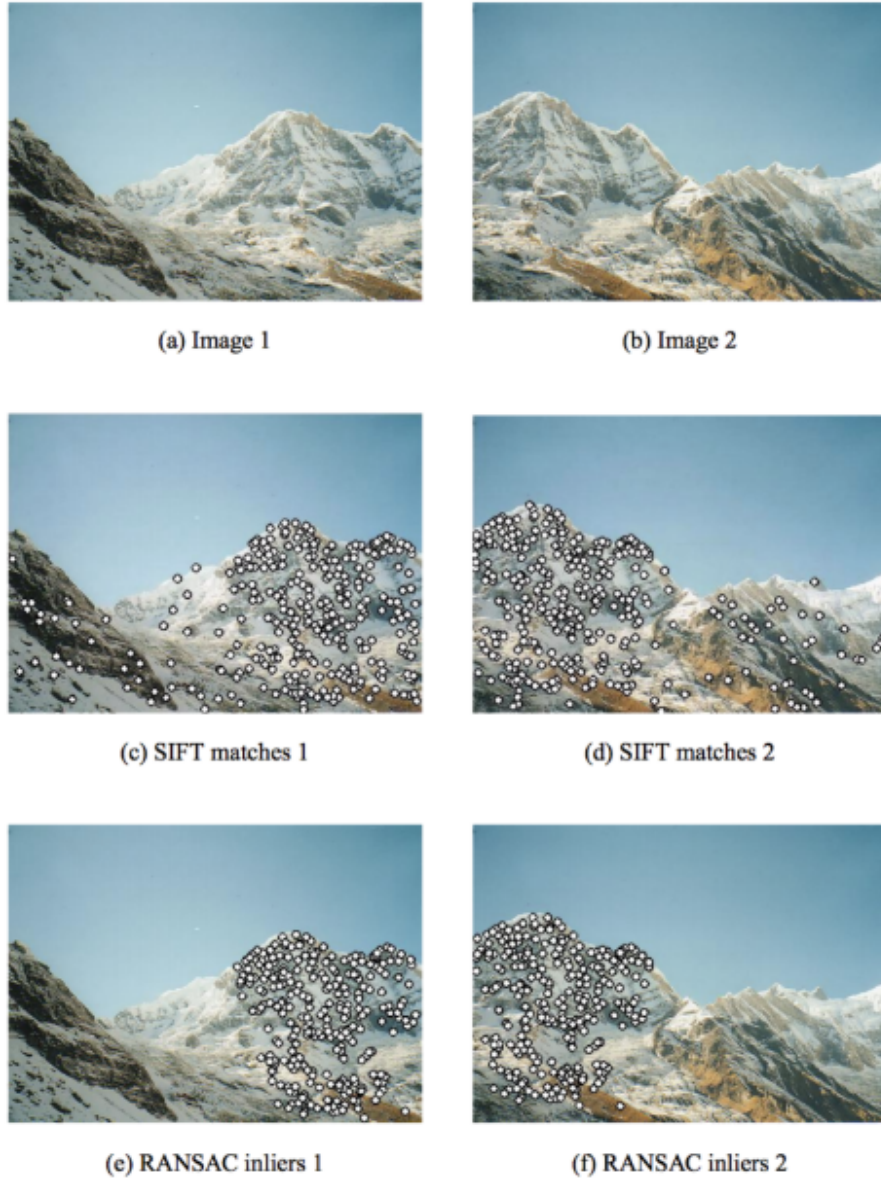 (a) Image 1
(b) Image 2
(c) SIFT matches 1
(d) SIFT matches 2
(e) RANSAC inliers 1
(f) RANSAC inliers 2